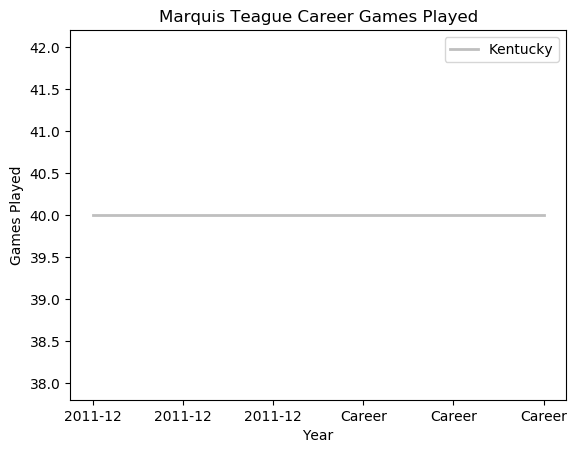 Marquis Teague Career Games Played
Kentucky
42.0
41.5
41.0
40.5
40.0
39.5
39.0
38.5
38.0
Games Played
2011-12 2011-12 2011-12 Career Career Career
Year